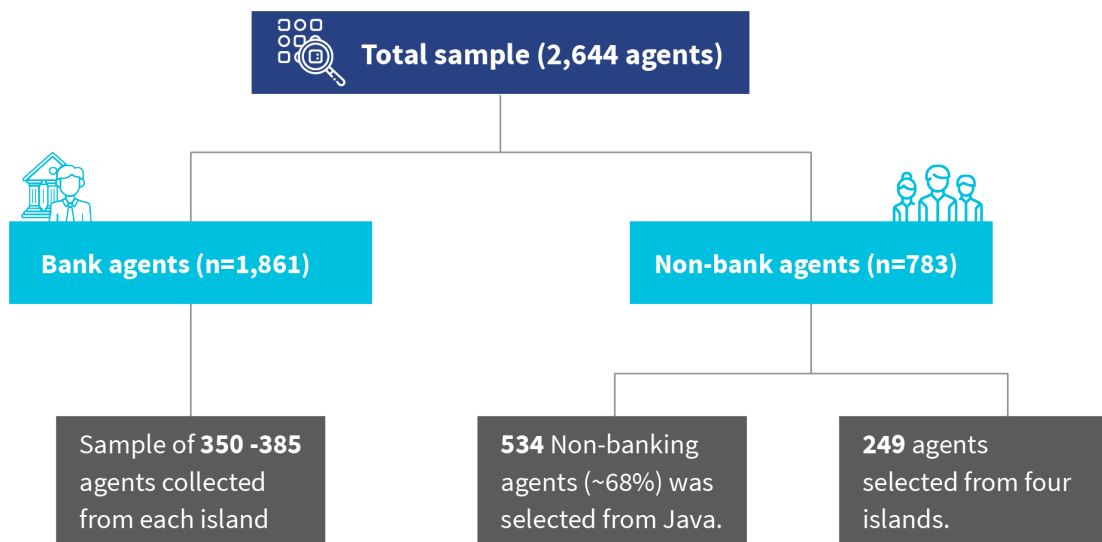 Total sample (2,644 agents)
Bank agents (n=1,861)
Non-bank agents (n=783)
Sample of 350 -385
agents collected
from each island
534 Non-banking
agents (~68%) was
selected from Java.
249 agents
selected from four
islands.